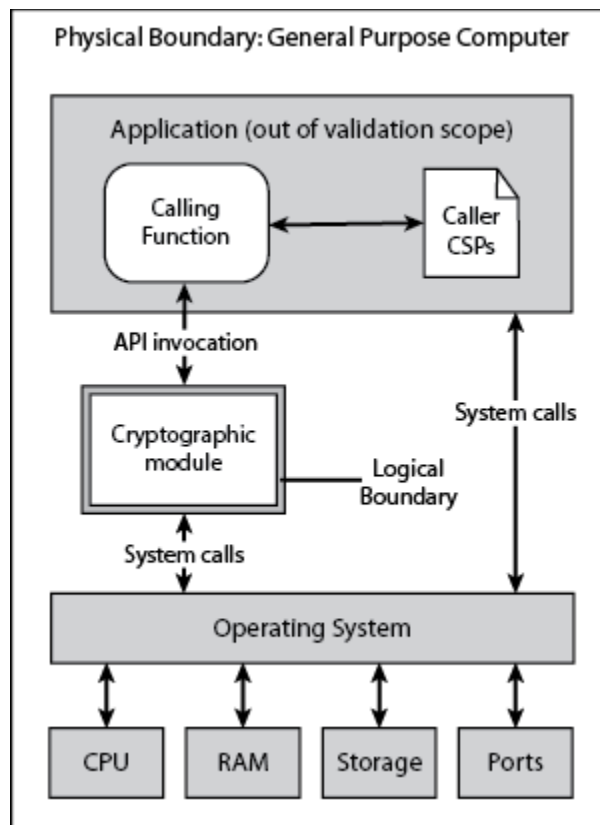 Physical Boundary: General Purpose Computer
Application (out of validation scope)
Calling
Function
Caller
CSPs
API invocation
System calls
Cryptographic
module
Logical
Boundary
System calls
Operating System
CPU
RAM
Storage
Ports